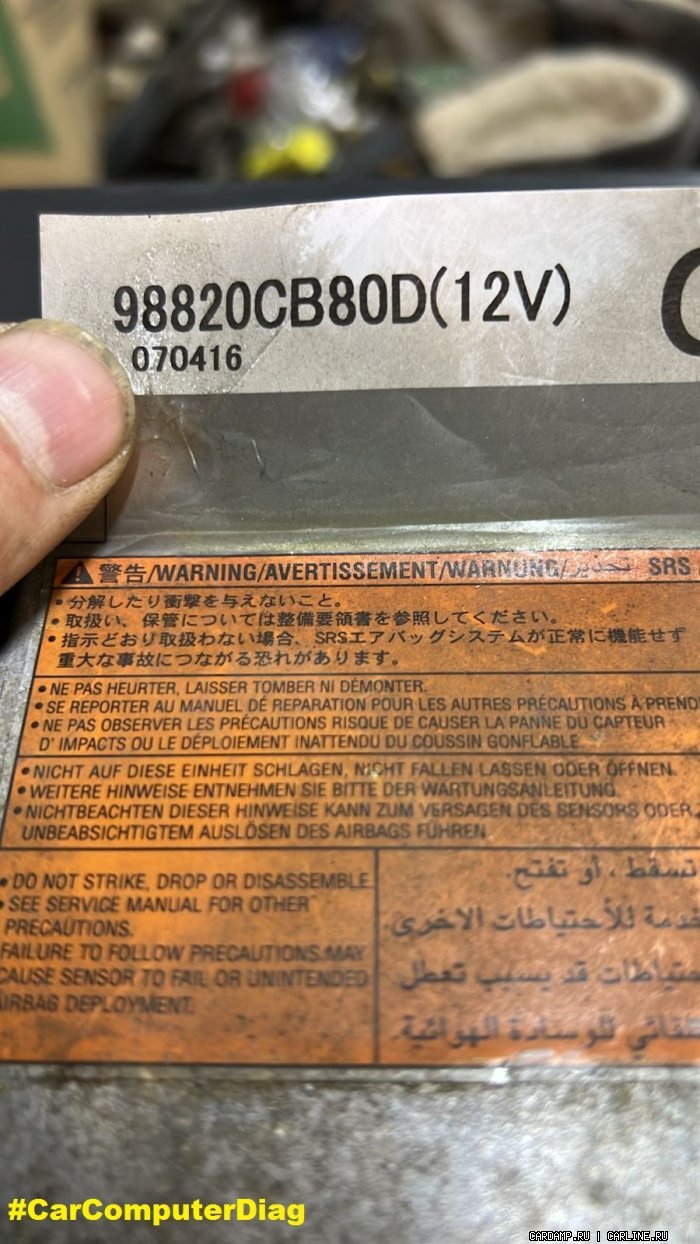 98820CB80D(12V)
070416
警告/WARNING/AVERTISSEMENT/WARNUNG/تحذير SRS
・分解したり衝撃を与えないこと。
・取扱い、保管については整備要領書を参照してください。
・指示どおり取扱わない場合、SRSエアバッグシステムが正常に機能せず
重大な事故につながる恐れがあります。
• NE PAS HEURTER, LAISSER TOMBER NI DÉMONTER.
• SE REPORTER AU MANUEL DE REPARATION POUR LES AUTRES PRÉCAUTIONS À PREND
• NE PAS OBSERVER LES PRÉCAUTIONS RISQUE DE CAUSER LA PANNE DU CAPTEUR
D' IMPACTS OU LE DÉPLOIEMENT INATTENDU DU COUSSIN GONFLABLE
• NICHT AUF DIESE EINHEIT SCHLAGEN, NICHT FALLEN LASSEN ODER ÖFFNEN.
• WEITERE HINWEISE ENTNEHMEN SIE BITTE DER WARTUNGSANLEITUNG.
• NICHTBEACHTEN DIESER HINWEISE KANN ZUM VERSAGEN DES SENSORS ODER
UNBEABSICHTIGTEM AUSLÖSEN DES AIRBAGS FÜHREN
• DO NOT STRIKE, DROP OR DISASSEMBLE.
• SEE SERVICE MANUAL FOR OTHER
PRECAUTIONS.
FAILURE TO FOLLOW PRECAUTIONS MAY
CAUSE SENSOR TO FAIL OR UNINTENDED
AIRBAG DEPLOYMENT.
تسقط ، أو تفتح.
للأحتياطات الاخرى
قد يسبب تعطل
للوسادة الهوائية.
#CarComputerDiag
CARDAMP.RU | CARLINE.RU